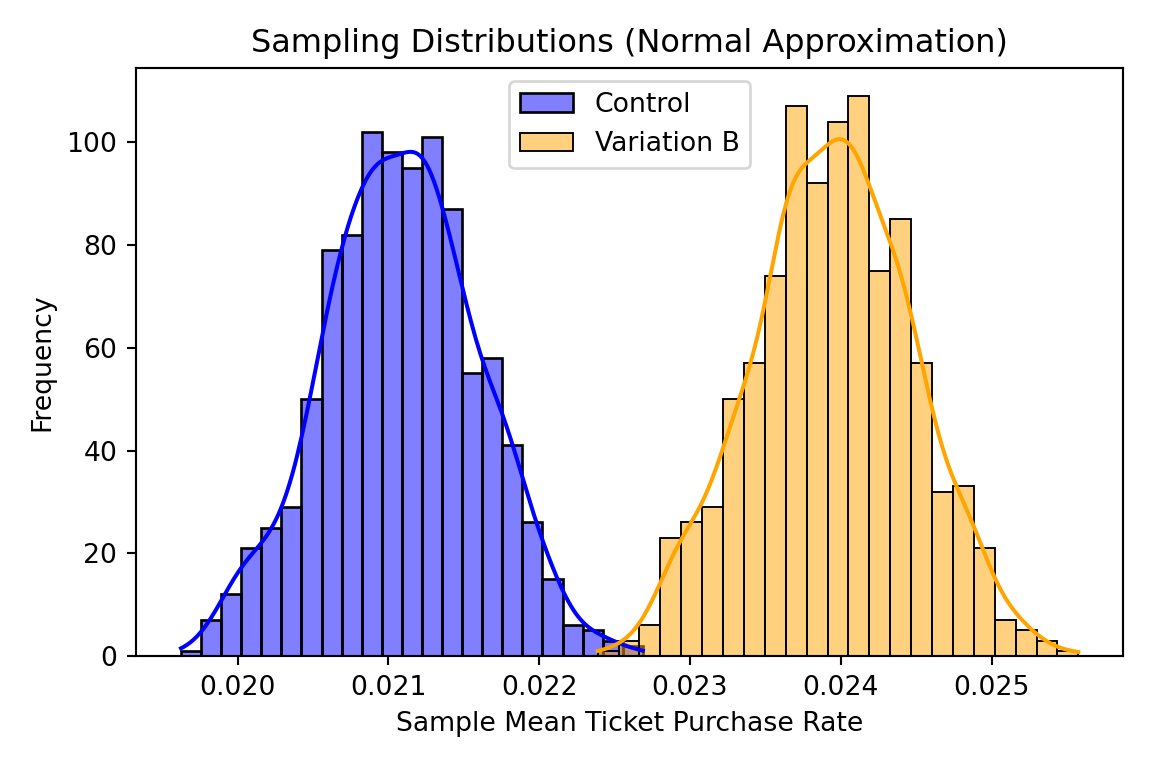 Sampling Distributions (Normal Approximation)
Control
Variation B
100
80
60
40
20
0
Frequency
0.020 0.021 0.022 0.023 0.024 0.025
Sample Mean Ticket Purchase Rate